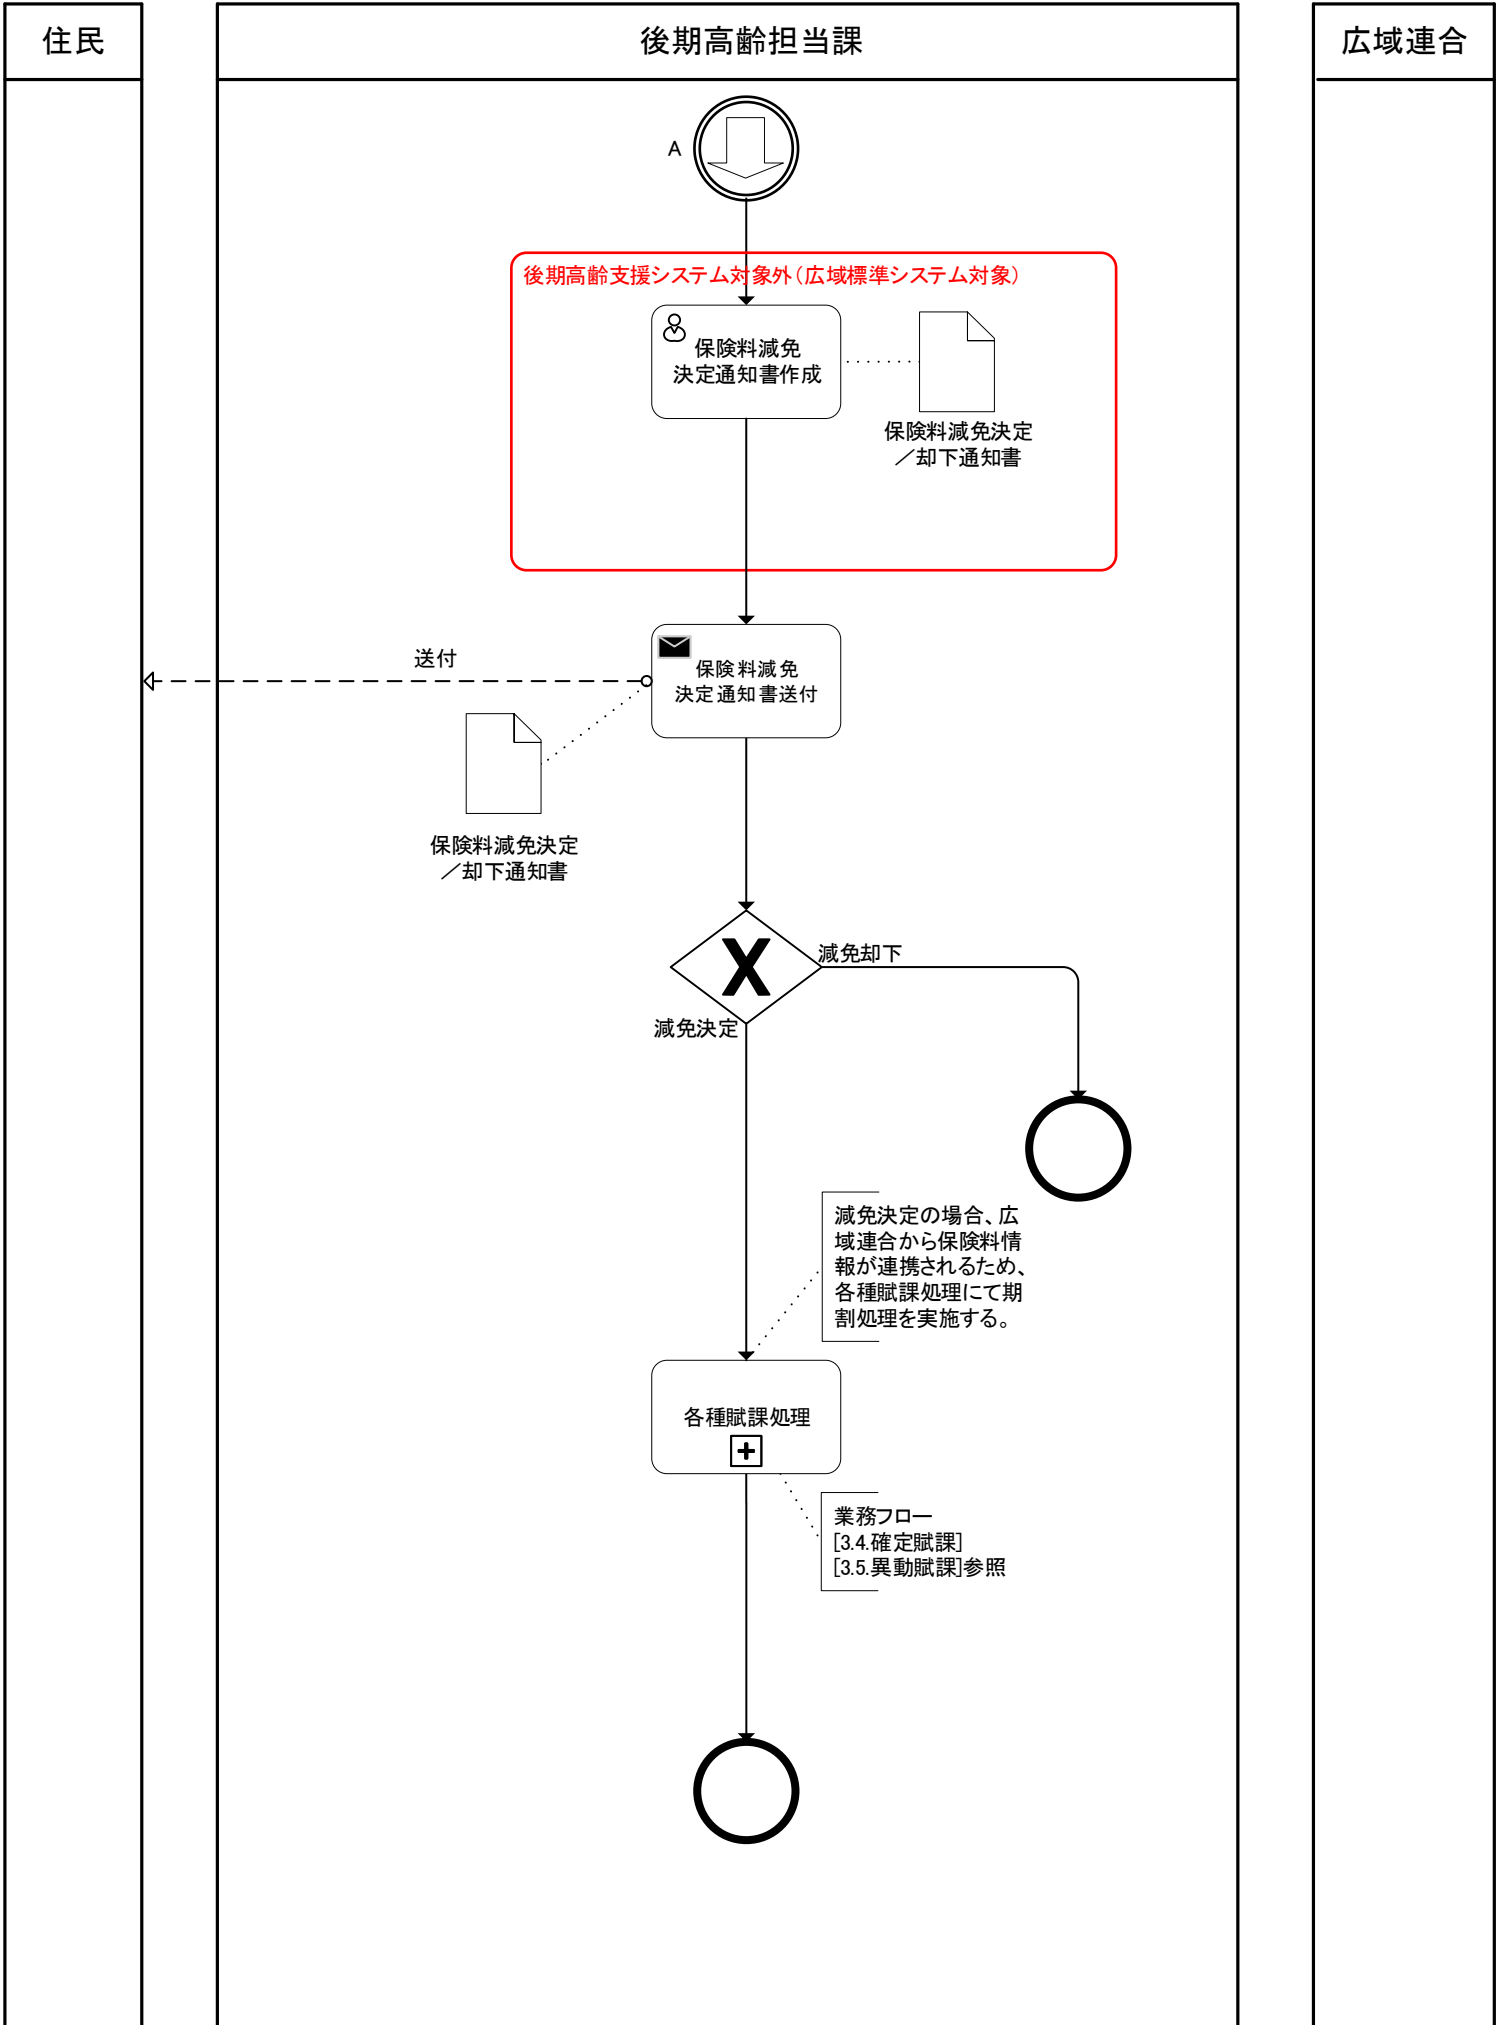 住民
後期高齢担当課
広域連合
A
後期高齢支援システム対象外（広域標準システム対象）
保険料減免
決定通知書作成
保険料減免決定
／却下通知書
送付
保険料減免
決定通知書送付
保険料減免決定
／却下通知書
X
減免却下
減免決定
減免決定の場合、広
域連合から保険料情
報が連携されるため、
各種賦課処理にて期
割処理を実施する。
各種賦課処理
業務フロー
[3.4.確定賦課]
[3.5.異動賦課]参照